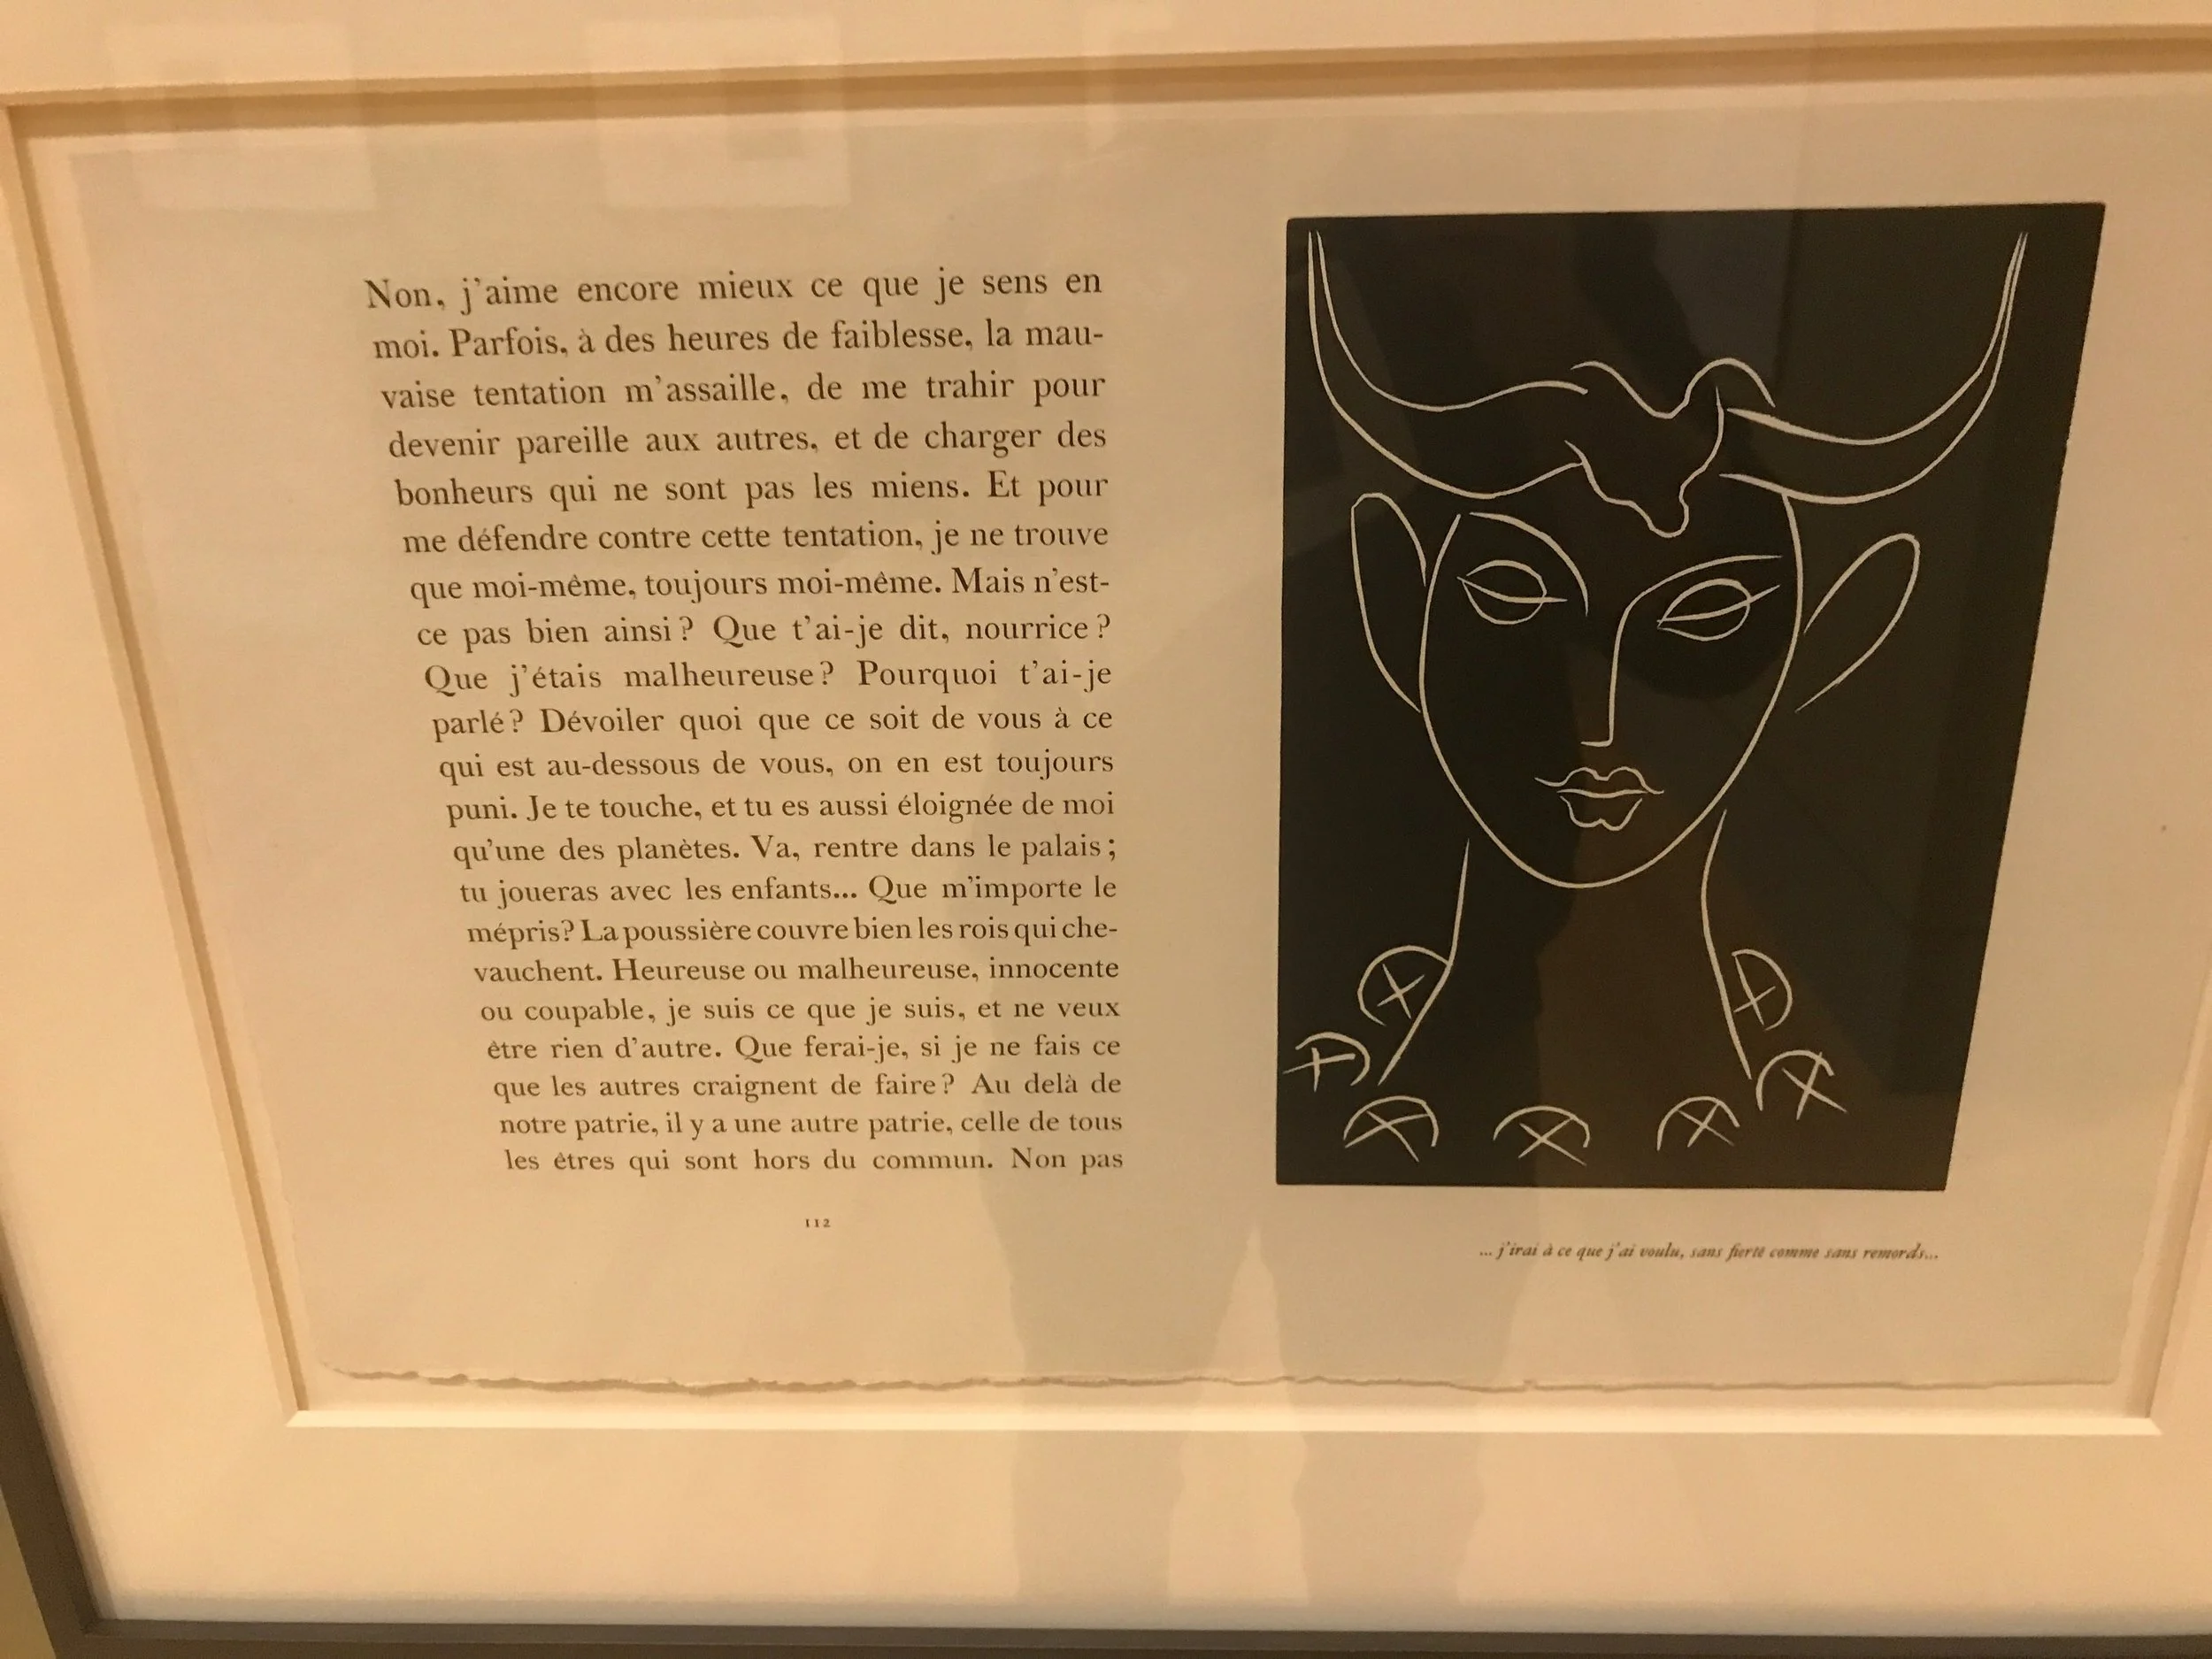 Non, j'aime encore mieux ce que je sens en
moi. Parfois, à des heures de faiblesse, la mau-
vaise tentation m'assaille, de me trahir pour
devenir pareille aux autres, et de charger des
bonheurs qui ne sont pas les miens. Et pour
me défendre contre cette tentation, je ne trouve
que moi-même, toujours moi-même. Mais n'est-
ce pas bien ainsi ? Que t'ai-je dit, nourrice ?
Que j'étais malheureuse ? Pourquoi t'ai-je
parlé ? Dévoiler quoi que ce soit de vous à ce
qui est au-dessous de vous, on en est toujours
puni. Je te touche, et tu es aussi éloignée de moi
qu'une des planètes. Va, rentre dans le palais ;
tu joueras avec les enfants... Que m'importe le
mépris ? La poussière couvre bien les rois qui che-
vauchent. Heureuse ou malheureuse, innocente
ou coupable, je suis ce que je suis, et ne veux
être rien d'autre. Que ferai-je, si je ne fais ce
que les autres craignent de faire ? Au delà de
notre patrie, il y a une autre patrie, celle de tous
les êtres qui sont hors du commun. Non pas
112
... j'irai à ce que j'ai voulu, sans fierté comme sans remords...